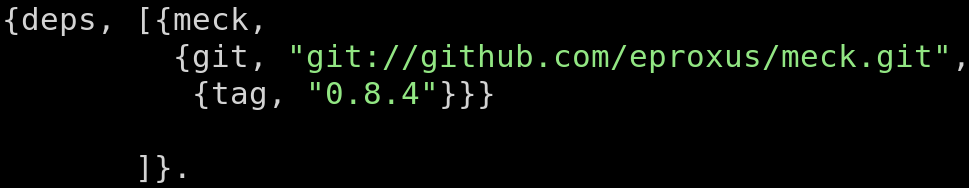 {deps, [{meck,
{git, "git://github.com/eproxus/meck.git",
{tag, "0.8.4"}}}
]}.